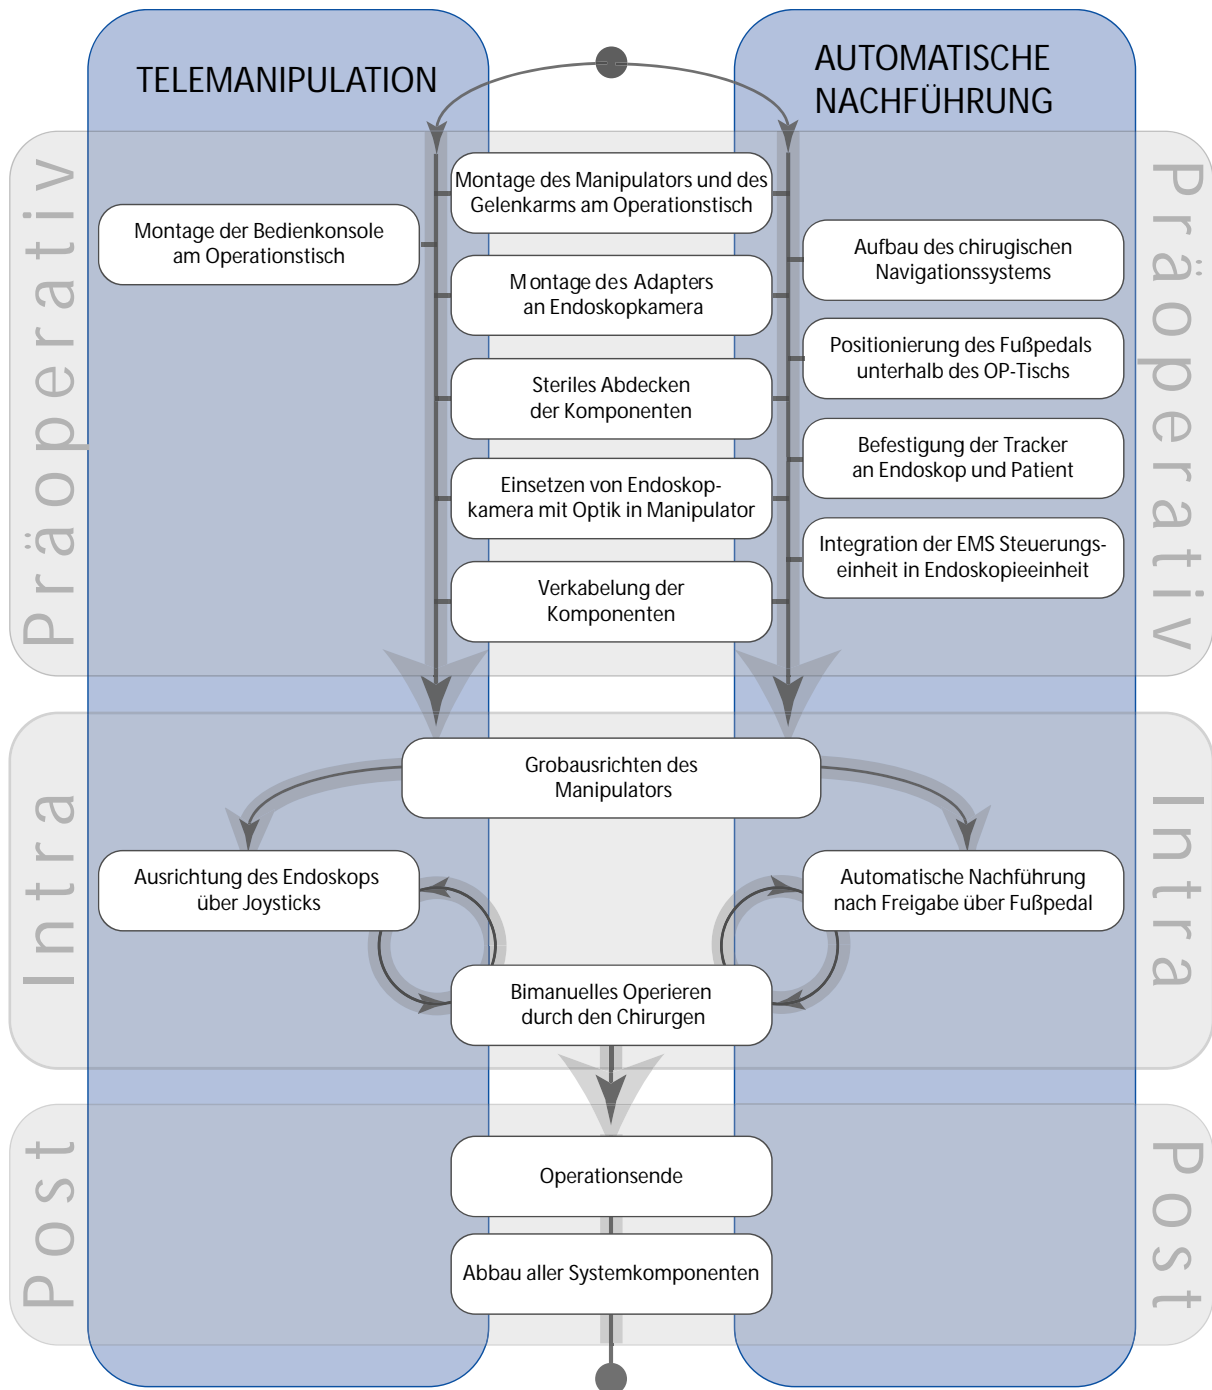 TELEMANIPULATION
AUTOMATISCHE
NACHFÜHRUNG
Präoperativ
Präoperativ
Montage des Manipulators und des
Gelenkarms am Operationstisch
Montage der Bedienkonsole
am Operationstisch
Aufbau des chirugischen
Navigationssystems
Montage des Adapters
an Endoskopkamera
Positionierung des Fußpedals
unterhalb des OP-Tischs
Steriles Abdecken
der Komponenten
Befestigung der Tracker
an Endoskop und Patient
Einsetzen von Endoskop-
kamera mit Optik in Manipulator
Integration der EMS Steuerungs-
einheit in Endoskopieeinheit
Verkabelung der
Komponenten
Intra
Intra
Grobausrichten des
Manipulators
Ausrichtung des Endoskops
über Joysticks
Automatische Nachführung
nach Freigabe über Fußpedal
Bimanuelles Operieren
durch den Chirurgen
Post
Post
Operationsende
Abbau aller Systemkomponenten